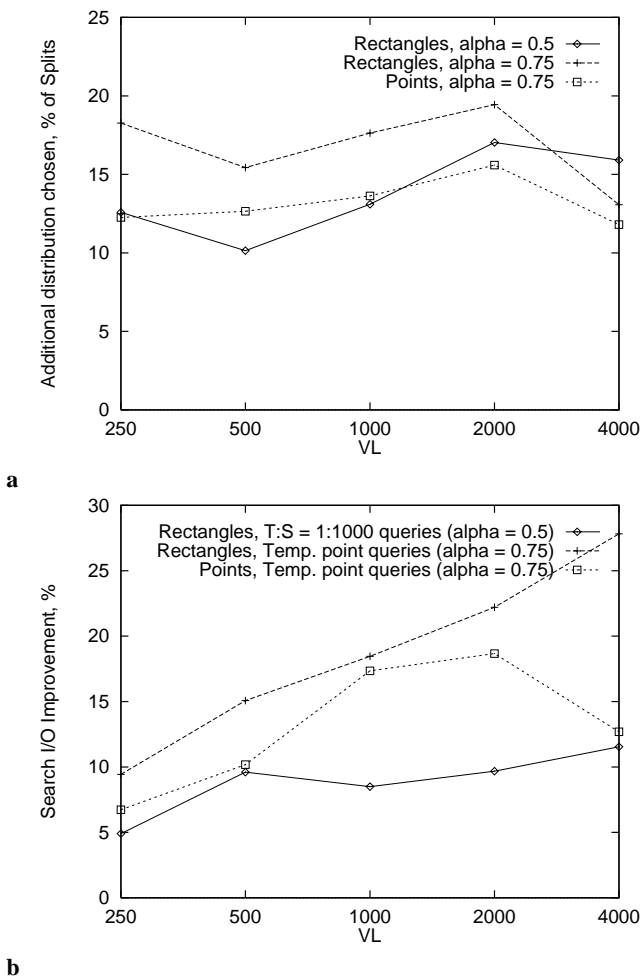 25
20
15
10
5
0
Additional distribution chosen, % of Splits
Rectangles, alpha = 0.5
Rectangles, alpha = 0.75
Points, alpha = 0.75
250 500 1000 2000 4000
VL
a
30
25
20
15
10
5
0
Search I/O Improvement, %
Rectangles, T:S = 1:1000 queries (alpha = 0.5)
Rectangles, Temp. point queries (alpha = 0.75)
Points, Temp. point queries (alpha = 0.75)
250 500 1000 2000 4000
VL
b